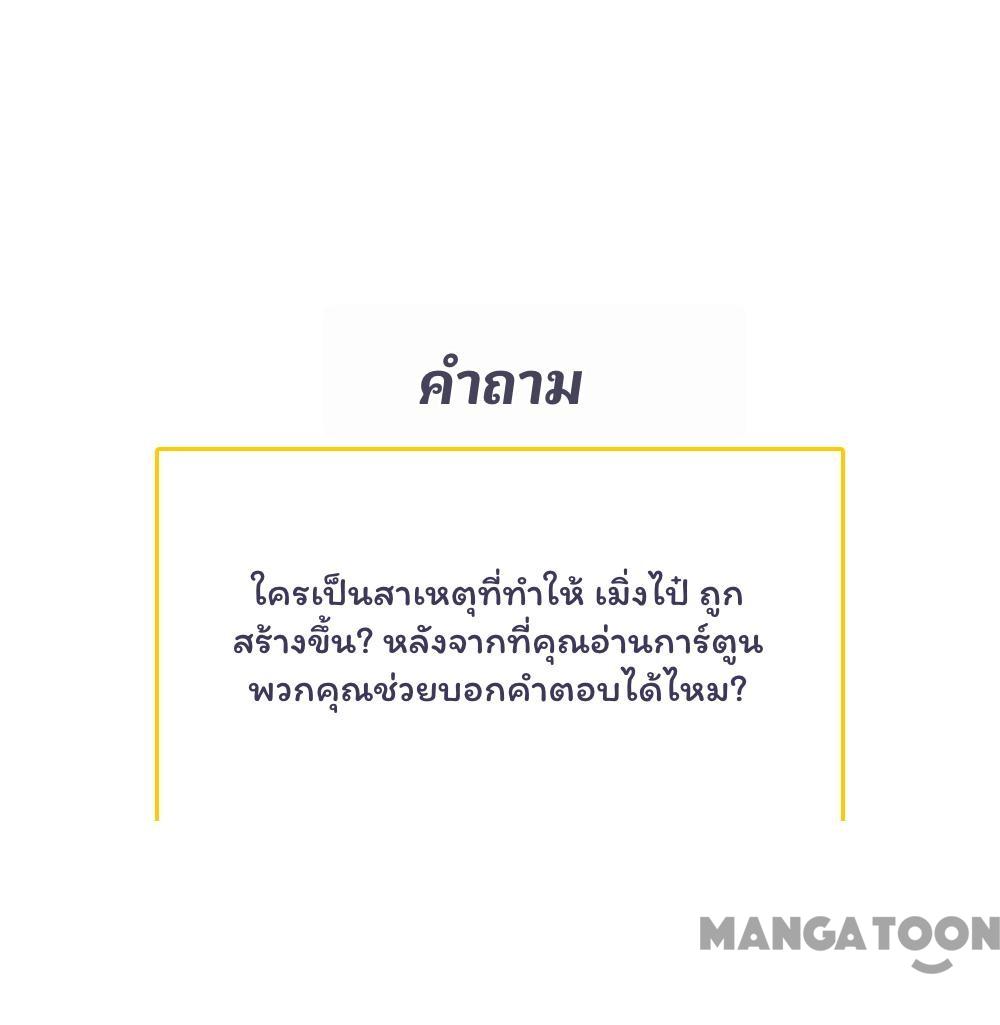 คำถาม
ใครเป็นสาเหตุที่ทำให้ เมิ่งไป๋ ถูก
สร้างขึ้น? หลังจากที่คุณอ่านการ์ตูน
พวกคุณช่วยบอกคำตอบได้ไหม?
MANGATOON